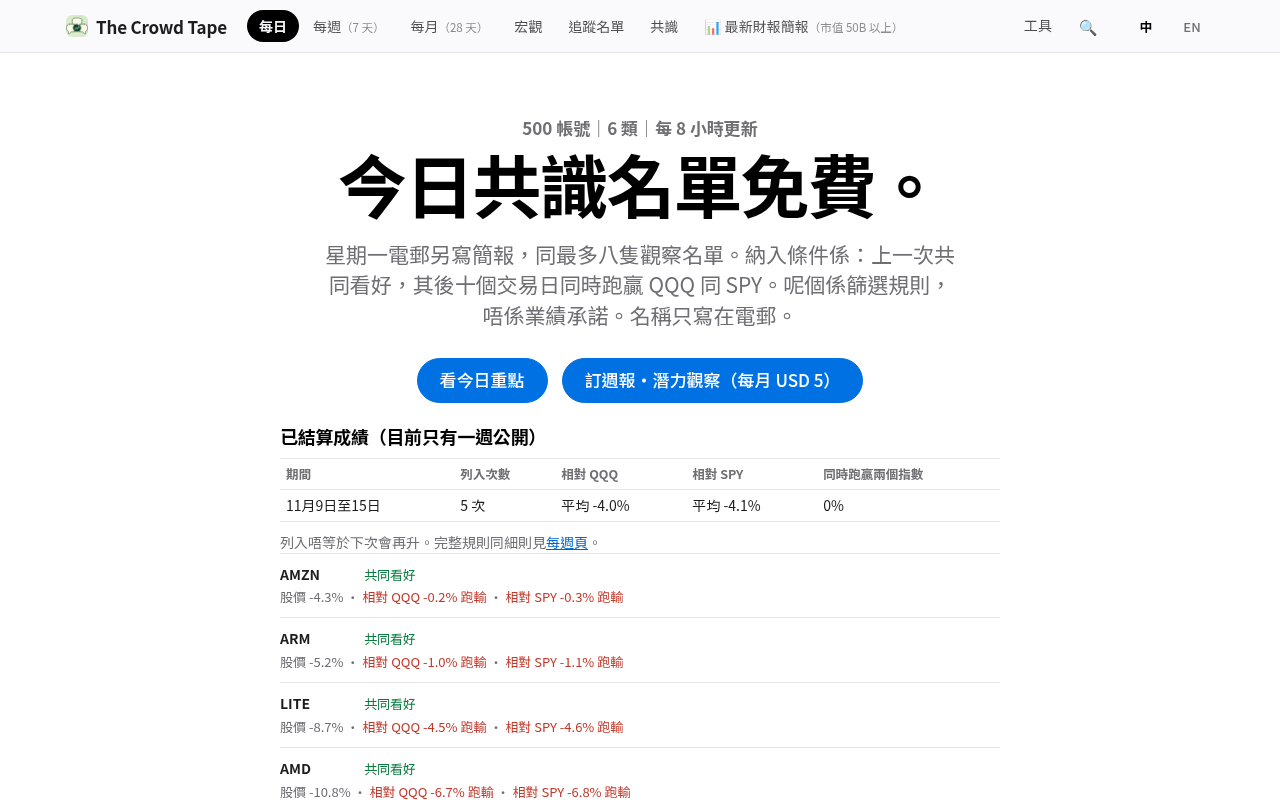 The Crowd Tape 每日 每週（7 天） 每月（28 天） 宏觀 追蹤名單 共識 📊 最新財報簡報（市值 50B 以上） 工具 🔍 中 EN
500 帳號｜6 類｜每 8 小時更新
今日共識名單免費。
星期一電郵另寫簡報，同最多八隻觀察名單。納入條件係：上一次共
同看好，其後十個交易日同時跑贏 QQQ 同 SPY。呢個係篩選規則，
唔係業績承諾。名稱只寫在電郵。
看今日重點 訂週報・潛力觀察（每月 USD 5）
已結算成績（目前只有一週公開）
期間 列入次數 相對 QQQ 相對 SPY 同時跑贏兩個指數
11月9日至15日 5 次 平均 -4.0% 平均 -4.1% 0%
列入唔等於下次會再升。完整規則同細則見每週頁。
AMZN 共同看好
股價 -4.3% ・ 相對 QQQ -0.2% 跑輸 ・ 相對 SPY -0.3% 跑輸
ARM 共同看好
股價 -5.2% ・ 相對 QQQ -1.0% 跑輸 ・ 相對 SPY -1.1% 跑輸
LITE 共同看好
股價 -8.7% ・ 相對 QQQ -4.5% 跑輸 ・ 相對 SPY -4.6% 跑輸
AMD 共同看好
股價 -10.8% ・ 相對 QQQ -6.7% 跑輸 ・ 相對 SPY -6.8% 跑輸